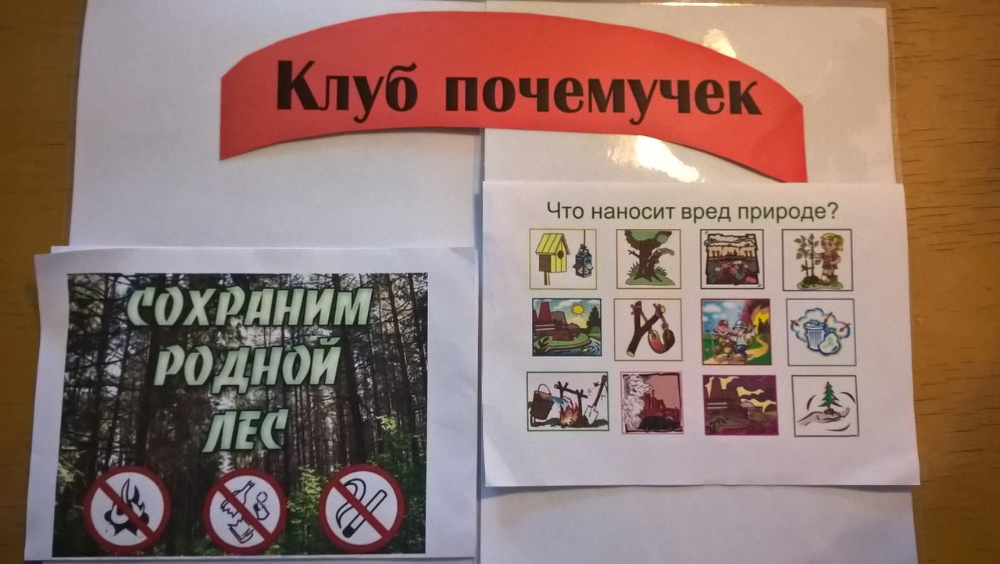 Клуб почемучек
Что наносит вред природе?
СОХРАНИМ
РОДНОЙ
ЛЕС